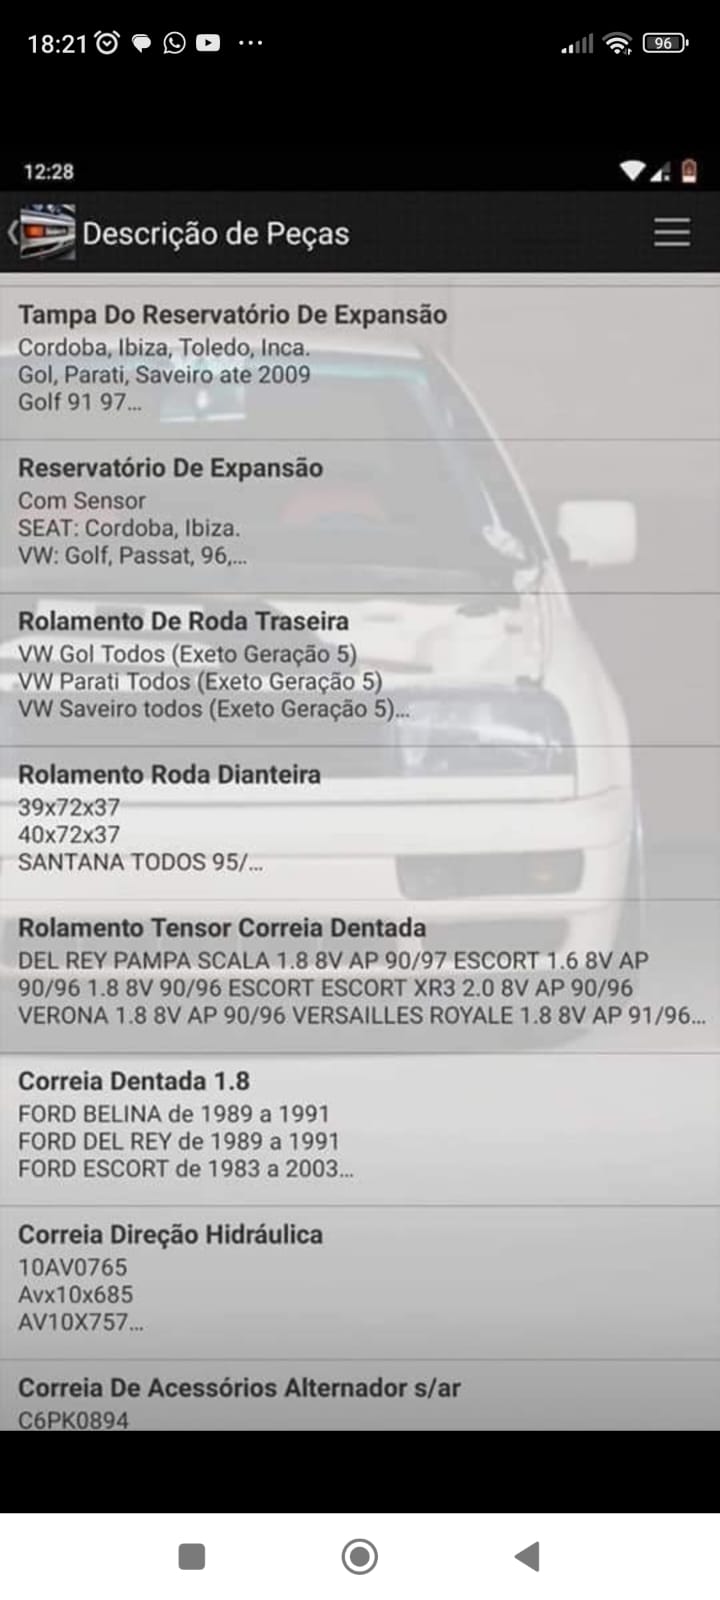 18:21
96
12:28
Descrição de Peças
Tampa Do Reservatório De Expansão
Cordoba, Ibiza, Toledo, Inca.
Gol, Parati, Saveiro ate 2009
Golf 91 97...
Reservatório De Expansão
Com Sensor
SEAT: Cordoba, Ibiza.
VW: Golf, Passat, 96,...
Rolamento De Roda Traseira
VW Gol Todos (Exeto Geração 5)
VW Parati Todos (Exeto Geração 5)
VW Saveiro todos (Exeto Geração 5)...
Rolamento Roda Dianteira
39x72x37
40x72x37
SANTANA TODOS 95/...
Rolamento Tensor Correia Dentada
DEL REY PAMPA SCALA 1.8 8V AP 90/97 ESCORT 1.6 8V AP
90/96 1.8 8V 90/96 ESCORT ESCORT XR3 2.0 8V AP 90/96
VERONA 1.8 8V AP 90/96 VERSAILLES ROYALE 1.8 8V AP 91/96...
Correia Dentada 1.8
FORD BELINA de 1989 a 1991
FORD DEL REY de 1989 a 1991
FORD ESCORT de 1983 a 2003...
Correia Direção Hidráulica
10AV0765
Avx10x685
AV10X757...
Correia De Acessórios Alternador s/ar
C6PK0894